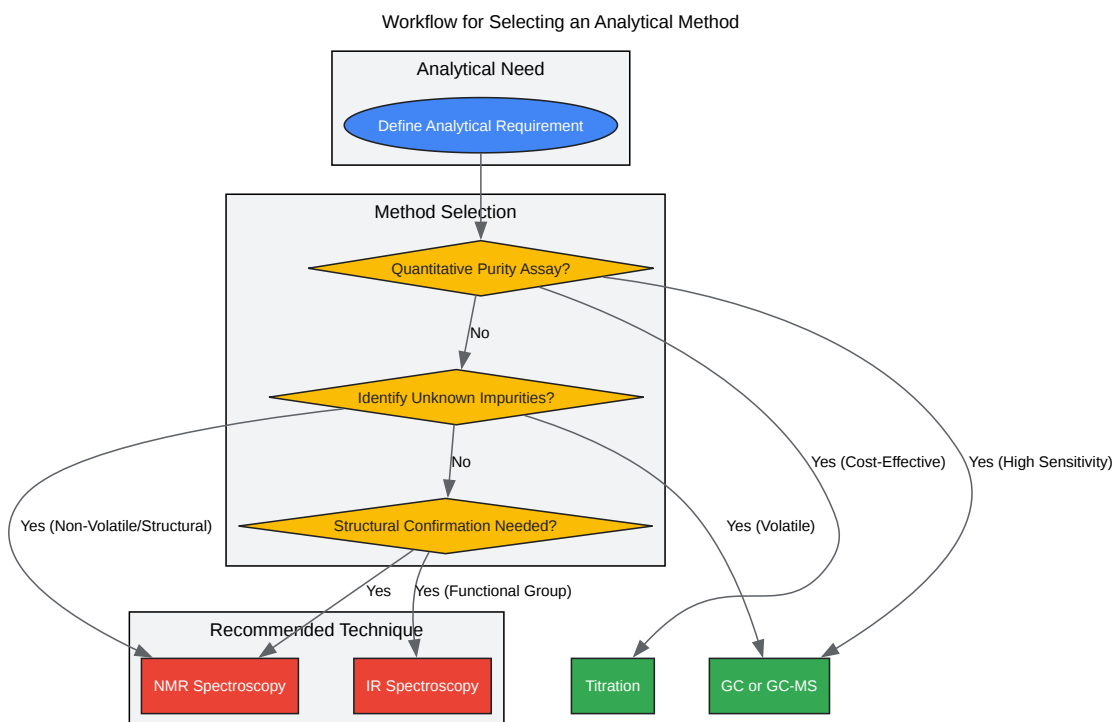 Workflow for Selecting an Analytical Method
Analytical Need
Define Analytical Requirement
Method Selection
Quantitative Purity Assay?
No
Identify Unknown Impurities?
No
Yes (Cost-Effective)
Yes (High Sensitivity)
Yes (Non-Volatile/Structural)
Structural Confirmation Needed?
Yes (Volatile)
Yes
Yes (Functional Group)
Recommended Technique
NMR Spectroscopy
IR Spectroscopy
Titration
GC or GC-MS